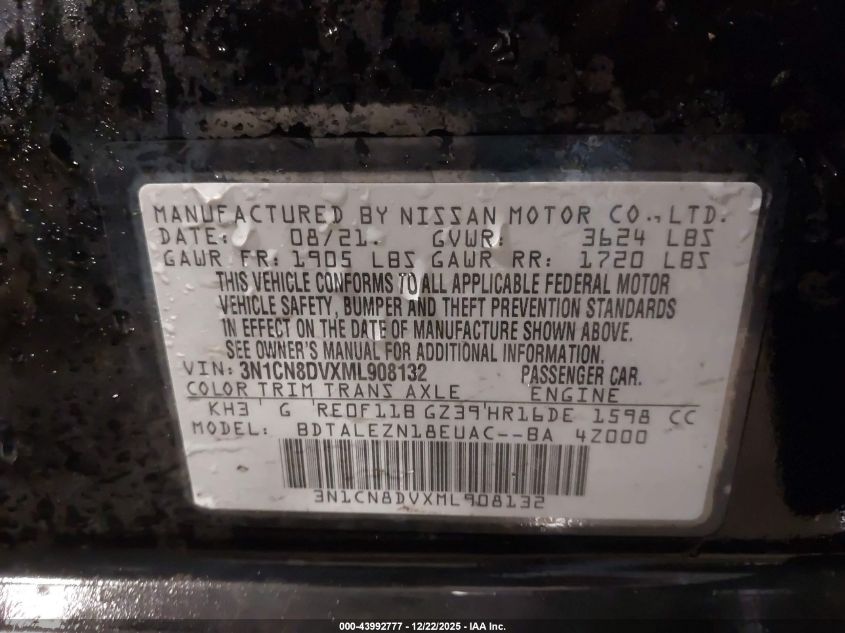 MANUFACTURED BY NISSAN MOTOR CO., LTD.
DATE: 08/21. GVWR: 3624 LBS
GAWR FR: 1905 LBS GAWR RR: 1720 LBS
THIS VEHICLE CONFORMS TO ALL APPLICABLE FEDERAL MOTOR
VEHICLE SAFETY, BUMPER AND THEFT PREVENTION STANDARDS
IN EFFECT ON THE DATE OF MANUFACTURE SHOWN ABOVE.
SEE OWNER'S MANUAL FOR ADDITIONAL INFORMATION.
VIN: 3N1CN8DVXML908132 PASSENGER CAR.
COLOR TRIM TRANS AXLE ENGINE
KH3 G RE0F11B GZ39 HR16DE 1598 CC
MODEL: BDTALEZN18EUAC--BA 4Z000
3N1CN8DVXML908132
000-43992777 - 12/22/2025 - IAA Inc.